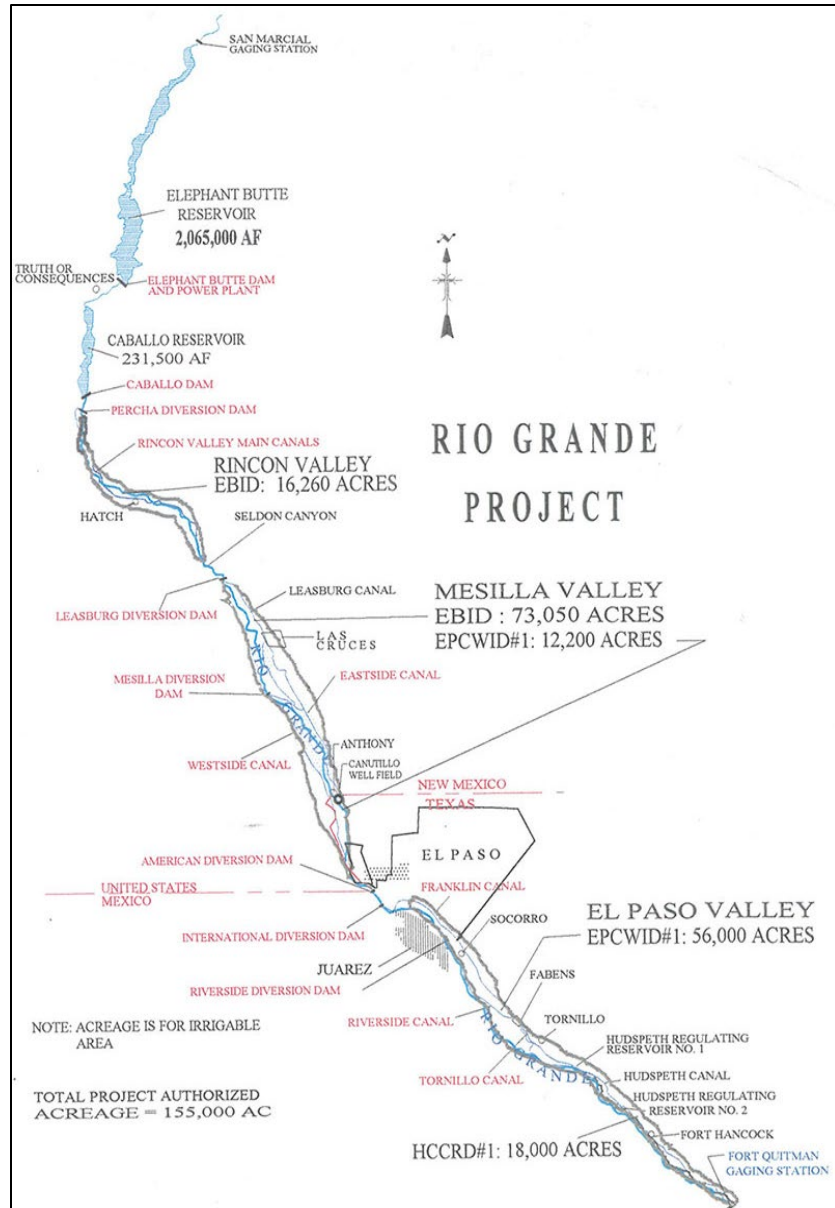 SAN MARCIAL
GAGING STATION
ELEPHANT BUTTE
RESERVOIR
2,065,000 AF
TRUTH OR
CONSEQUENCES
ELEPHANT BUTTE DAM
AND POWER PLANT
N
CABALLO RESERVOIR
231,500 AF
CABALLO DAM
PERCHA DIVERSION DAM
RINCON VALLEY MAIN CANALS
RIO GRANDE
PROJECT
RINCON VALLEY
EBID: 16,260 ACRES
HATCH
SELDON CANYON
LEASBURG CANAL
MESILLA VALLEY
EBID : 73,050 ACRES
EPCWID#1: 12,200 ACRES
LEASBURG DIVERSION DAM
LAS
CRUCES
RIO GRANDE
MESILLA DIVERSION
DAM
EASTSIDE CANAL
WESTSIDE CANAL
ANTHONY
CANUTILLO
WELL FIELD
NEW MEXICO
TEXAS
AMERICAN DIVERSION DAM
EL PASO
UNITED STATES
MEXICO
FRANKLIN CANAL
INTERNATIONAL DIVERSION DAM
SOCORRO
EL PASO VALLEY
EPCWID#1: 56,000 ACRES
JUAREZ
RIVERSIDE DIVERSION DAM
FABENS
RIVERSIDE CANAL
TORNILLO
RIO GRANDE
NOTE: ACREAGE IS FOR IRRIGABLE
AREA
HUDSPETH REGULATING
RESERVOIR NO. 1
TORNILLO CANAL
HUDSPETH CANAL
HUDSPETH REGULATING
RESERVOIR NO. 2
TOTAL PROJECT AUTHORIZED
ACREAGE = 155,000 AC
FORT HANCOCK
HCCRD#1: 18,000 ACRES
FORT QUITMAN
GAGING STATION